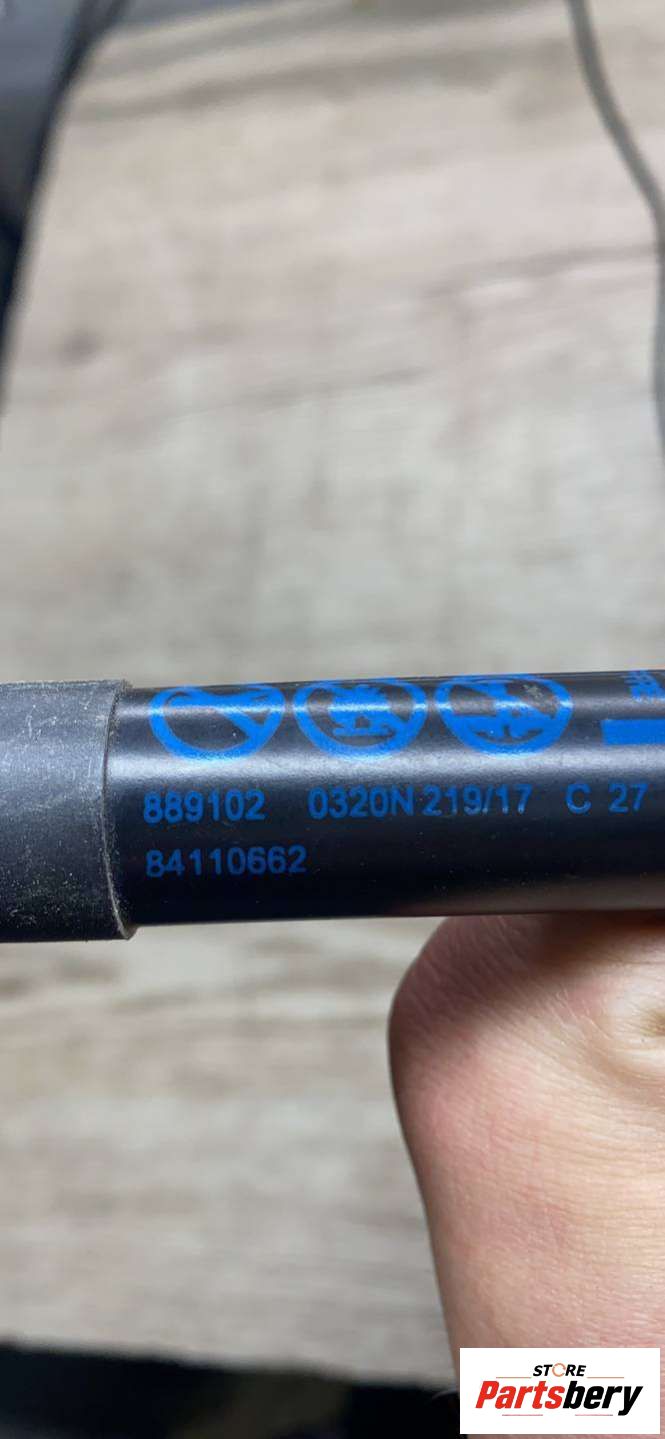 889102 0320N 219/17 C 27
84110662
STORE
Partsbery